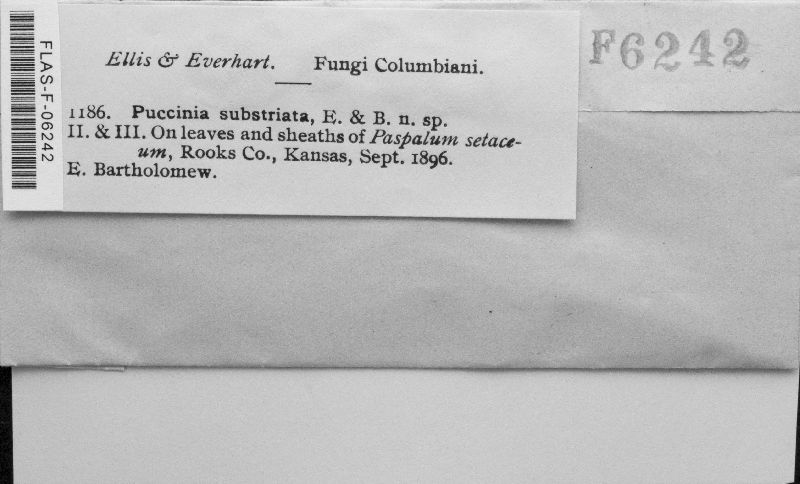 FLAS-F-06242
Ellis & Everhart. Fungi Columbiani.
F6242
1186. Puccinia substriata, E. & B. n. sp.
II. & III. On leaves and sheaths of Paspalum setace-
um, Rooks Co., Kansas, Sept. 1896.
E. Bartholomew.